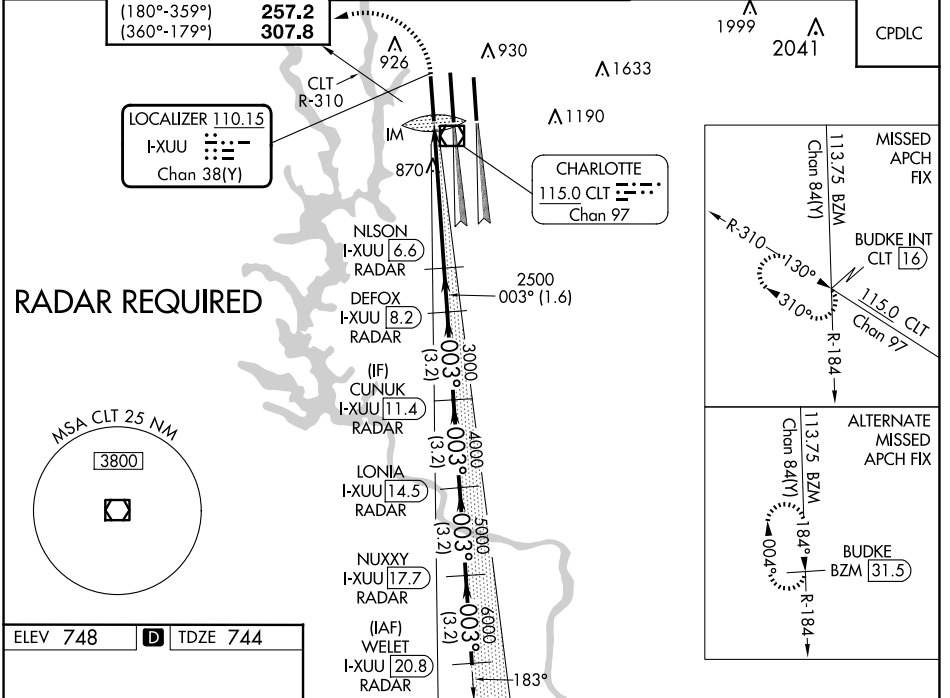 (180°-359°) 257.2
(360°-179°) 307.8
926
930
1633
1999
2041
CPDLC
CLT
R-310
LOCALIZER 110.15
I-XUU
Chan 38(Y)
IM
870
1190
CHARLOTTE
115.0 CLT
Chan 97
NLSON
I-XUU 6.6
RADAR
2500
003° (1.6)
RADAR REQUIRED
DEFOX
I-XUU 8.2
RADAR
003°
3000
(3.2)
(IF)
CUNUK
I-XUU 11.4
RADAR
003°
4000
(3.2)
LONIA
I-XUU 14.5
RADAR
003°
5000
(3.2)
NUXXY
I-XUU 17.7
RADAR
003°
6000
(3.2)
(IAF)
WELET
I-XUU 20.8
RADAR
183°
MSA CLT 25 NM
3800
ELEV 748 D TDZE 744
MISSED
APCH
FIX
113.75 BZM
Chan 84(Y)
R-310
130°
310°
BUDKE INT
CLT 16
115.0 CLT
Chan 97
R-184
ALTERNATE
MISSED
APCH FIX
113.75 BZM
Chan 84(Y)
184°
004°
BUDKE
BZM 31.5
R-184